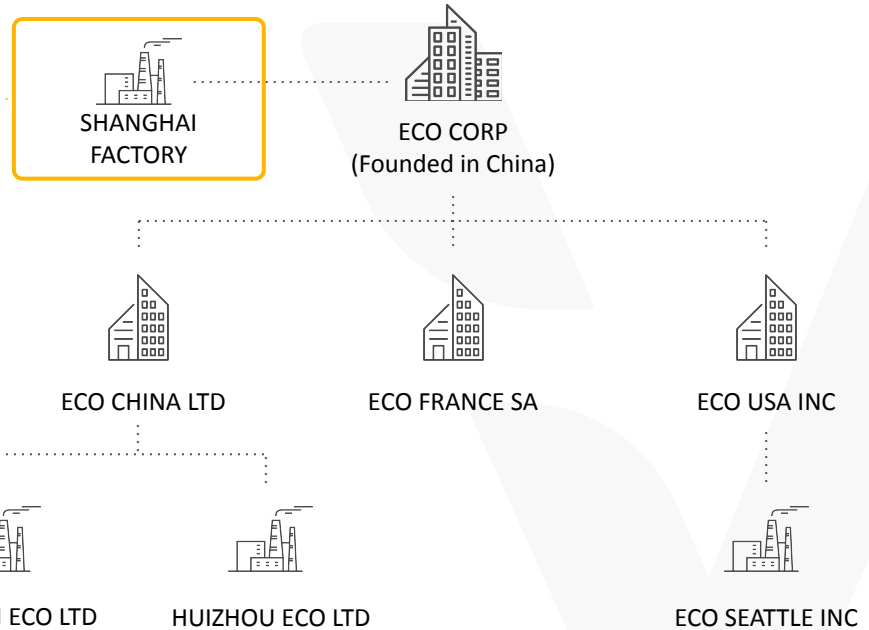 SHANGHAI
FACTORY
ECO CORP
(Founded in China)
ECO CHINA LTD
ECO FRANCE SA
ECO USA INC
ECO LTD
HUIZHOU ECO LTD
ECO SEATTLE INC